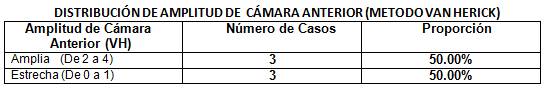 DISTRIBUCIÓN DE AMPLITUD DE CÁMARA ANTERIOR (METODO VAN HERICK)
Amplitud de Cámara Anterior (VH) Número de Casos Proporción
Amplia (De 2 a 4) 3 50.00%
Estrecha (De 0 a 1) 3 50.00%